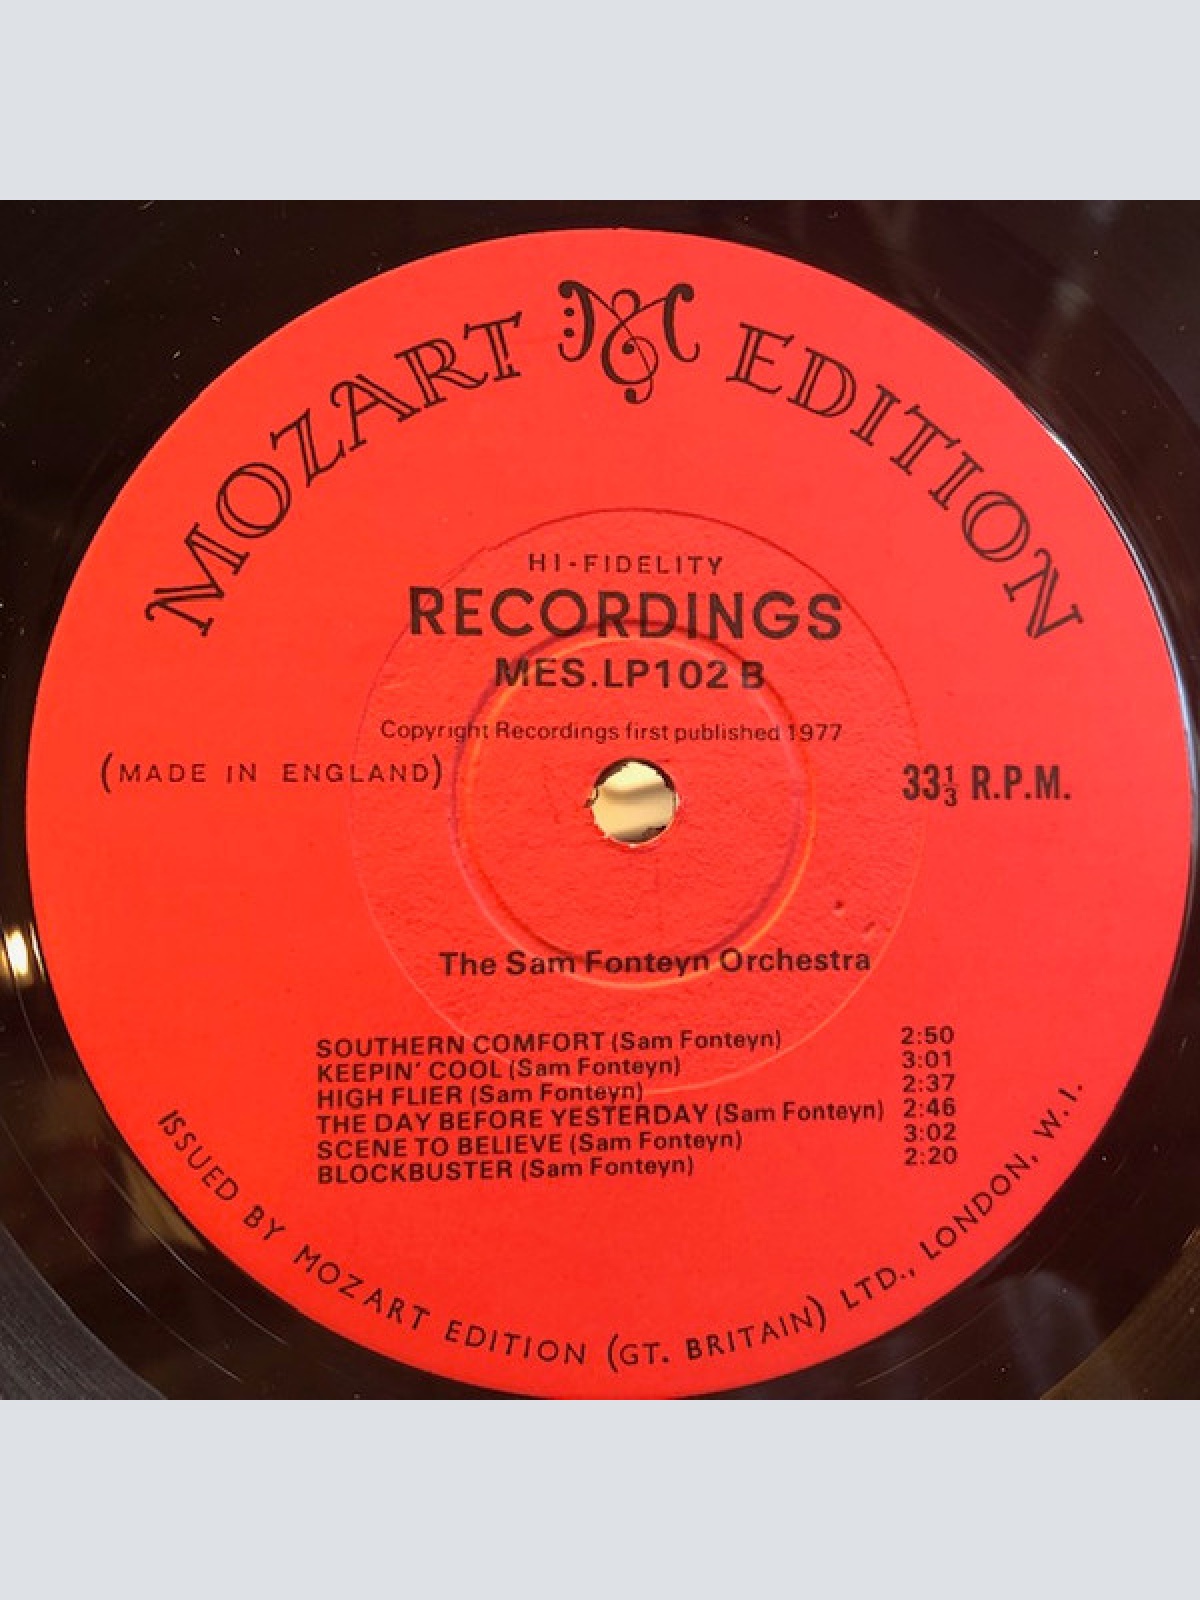 MOZART EDITION
HI-FIDELITY
RECORDINGS
MES.LP102 B
Copyright Recordings first published 1977
(MADE IN ENGLAND)
33⅓ R.P.M.
The Sam Fonteyn Orchestra
SOUTHERN COMFORT (Sam Fonteyn) 2:50
KEEPIN' COOL (Sam Fonteyn) 3:01
HIGH FLIER (Sam Fonteyn) 2:37
THE DAY BEFORE YESTERDAY (Sam Fonteyn) 2:46
SCENE TO BELIEVE (Sam Fonteyn) 3:02
BLOCKBUSTER (Sam Fonteyn) 2:20
ISSUED BY MOZART EDITION (GT. BRITAIN) LTD., LONDON, W.1.